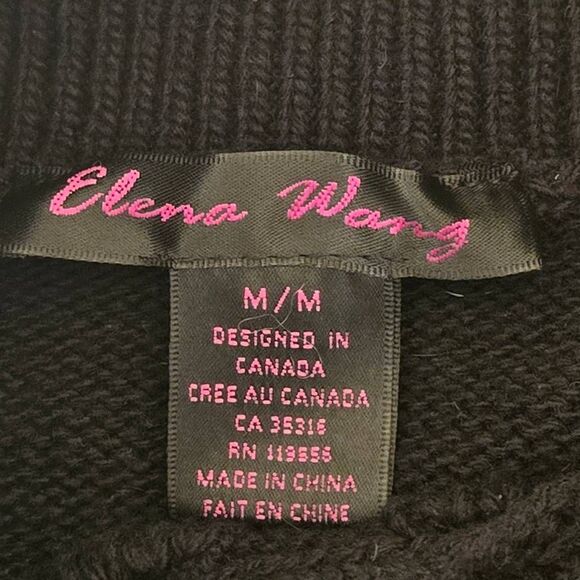 Elena Wang
M/M
DESIGNED IN
CANADA
CREE AU CANADA
CA 35316
RN 119556
MADE IN CHINA
FAIT EN CHINE